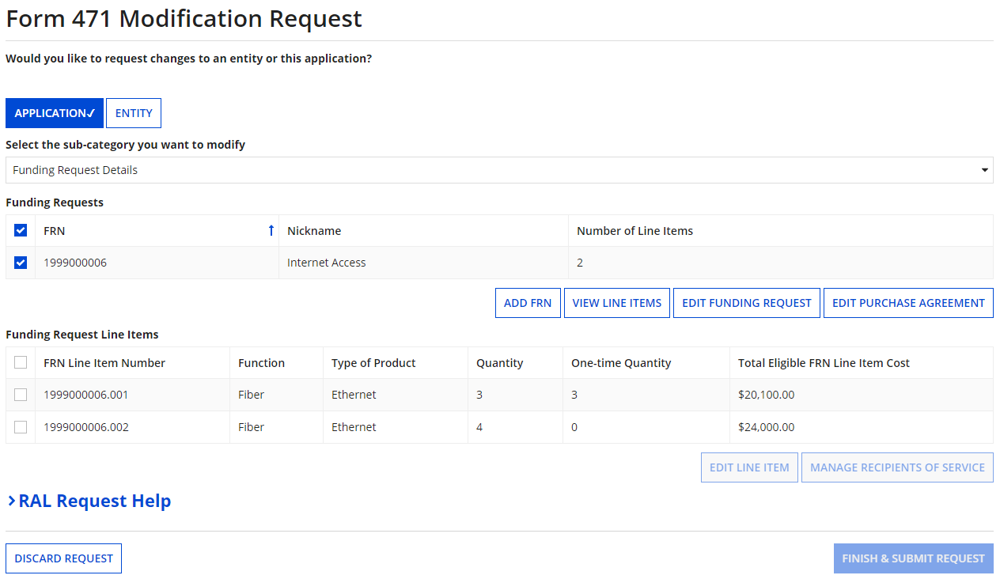 Form 471 Modification Request
Would you like to request changes to an entity or this application?
APPLICATION✓ ENTITY
Select the sub-category you want to modify
Funding Request Details
Funding Requests
FRN ↑ Nickname Number of Line Items
1999000006 Internet Access 2
ADD FRN VIEW LINE ITEMS EDIT FUNDING REQUEST EDIT PURCHASE AGREEMENT
Funding Request Line Items
FRN Line Item Number Function Type of Product Quantity One-time Quantity Total Eligible FRN Line Item Cost
1999000006.001 Fiber Ethernet 3 3 $20,100.00
1999000006.002 Fiber Ethernet 4 0 $24,000.00
EDIT LINE ITEM MANAGE RECIPIENTS OF SERVICE
RAL Request Help
DISCARD REQUEST FINISH & SUBMIT REQUEST